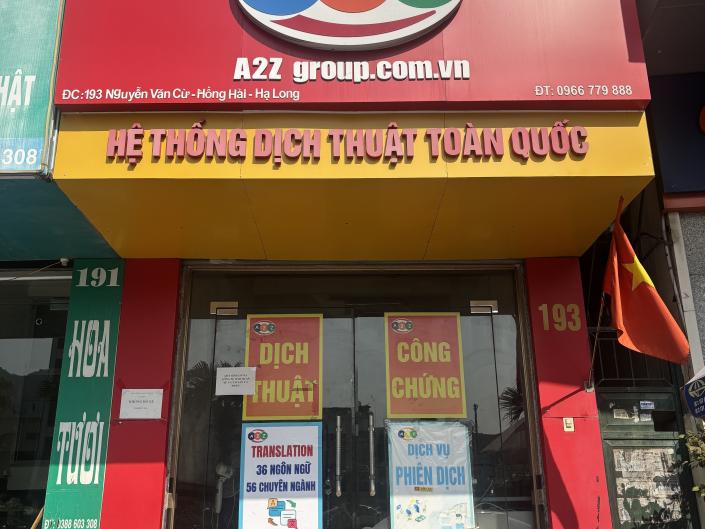 A2Z group.com.vn
ĐC:193 Nguyễn Văn Cừ - Hồng Hải - Hạ Long
ĐT: 0966 779 888
HỆ THỐNG DỊCH THUẬT TOÀN QUỐC
308
191
HOA
TƯƠI
0388 603 308
193
A2Z
DỊCH
THUẬT
A2Z
CÔNG
CHỨNG
A2Z
TRANSLATION
36 NGÔN NGỮ
56 CHUYÊN NGÀNH
A2Z
DỊCH VỤ
PHIÊN DỊCH